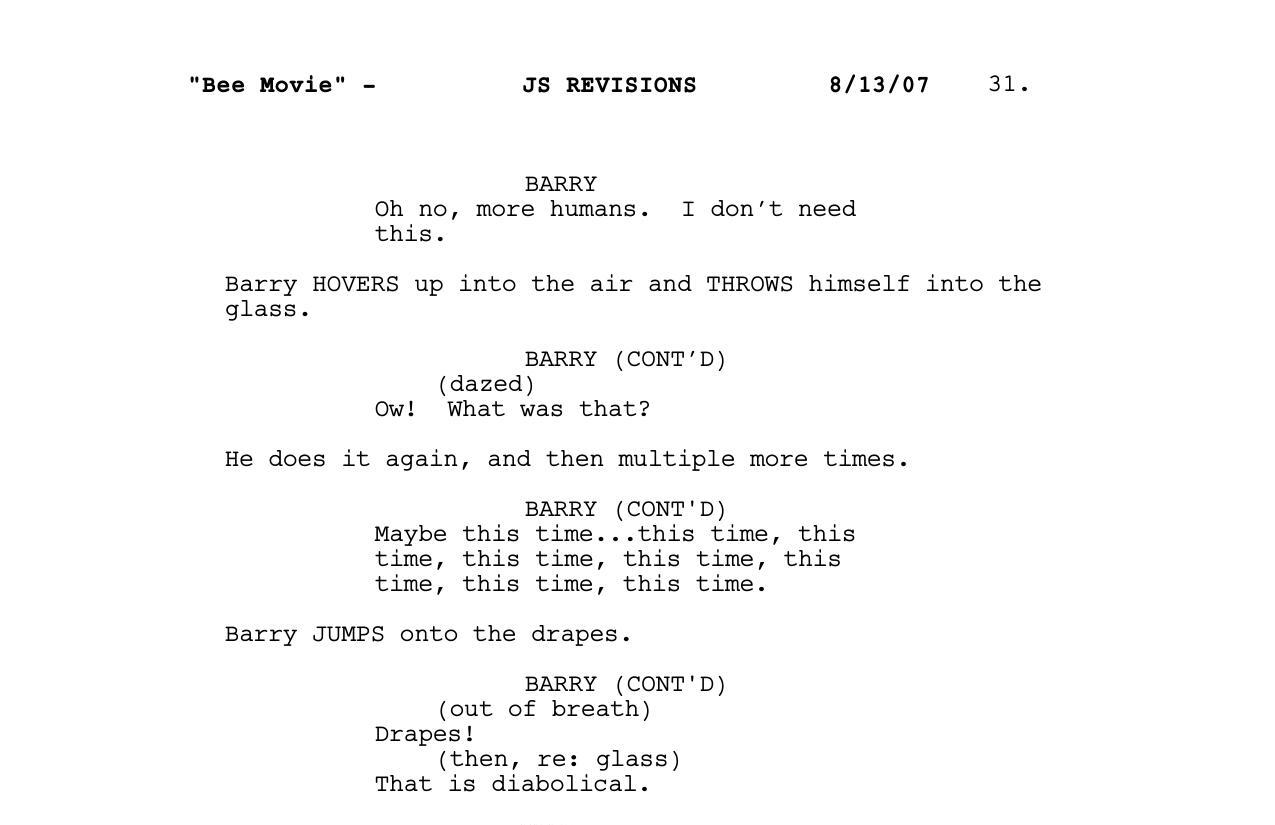 "Bee Movie" - JS REVISIONS 8/13/07 31.
BARRY
Oh no, more humans.  I don’t need
this.
Barry HOVERS up into the air and THROWS himself into the
glass.
BARRY (CONT’D)
(dazed)
Ow!  What was that?
He does it again, and then multiple more times.
BARRY (CONT'D)
Maybe this time...this time, this
time, this time, this time, this
time, this time, this time.
Barry JUMPS onto the drapes.
BARRY (CONT'D)
(out of breath)
Drapes!
(then, re: glass)
That is diabolical.